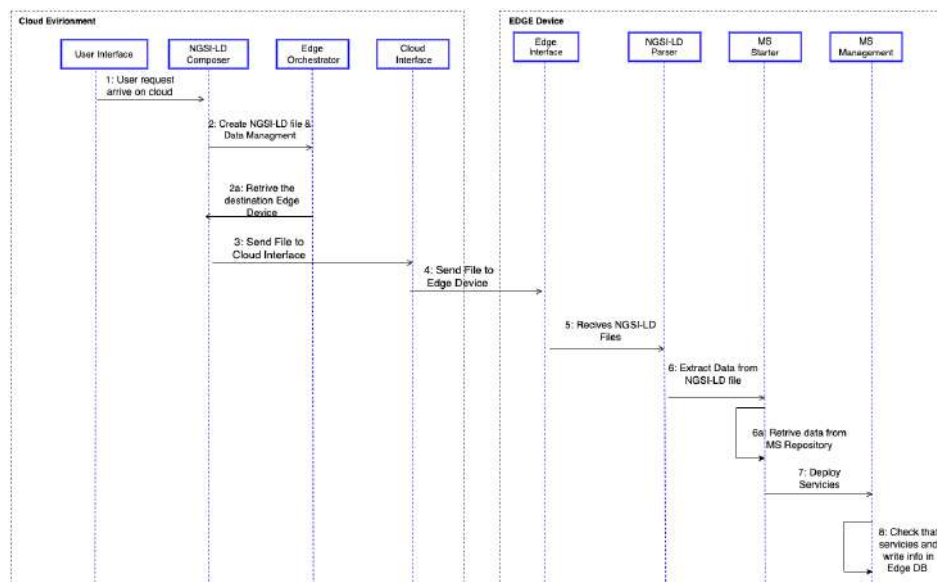 Cloud Evirionment
EDGE Device
User Interface
NGSI-LD
Composer
Edge
Orchestrator
Cloud
Interface
Edge
Interface
NGSI-LD
Parser
MS
Starter
MS
Management
1: User request
arrive on cloud
2: Create NGSI-LD file &
Data Managment
2a: Retrive the
destination Edge
Device
3: Send File to
Cloud Interface
4: Send File to
Edge Device
5: Recives NGSI-LD
Files
6: Extract Data from
NGSI-LD file
6a: Retrive data from
MS Repository
7: Deploy
Servicies
8: Check that
servicies and
write info in
Edge DB